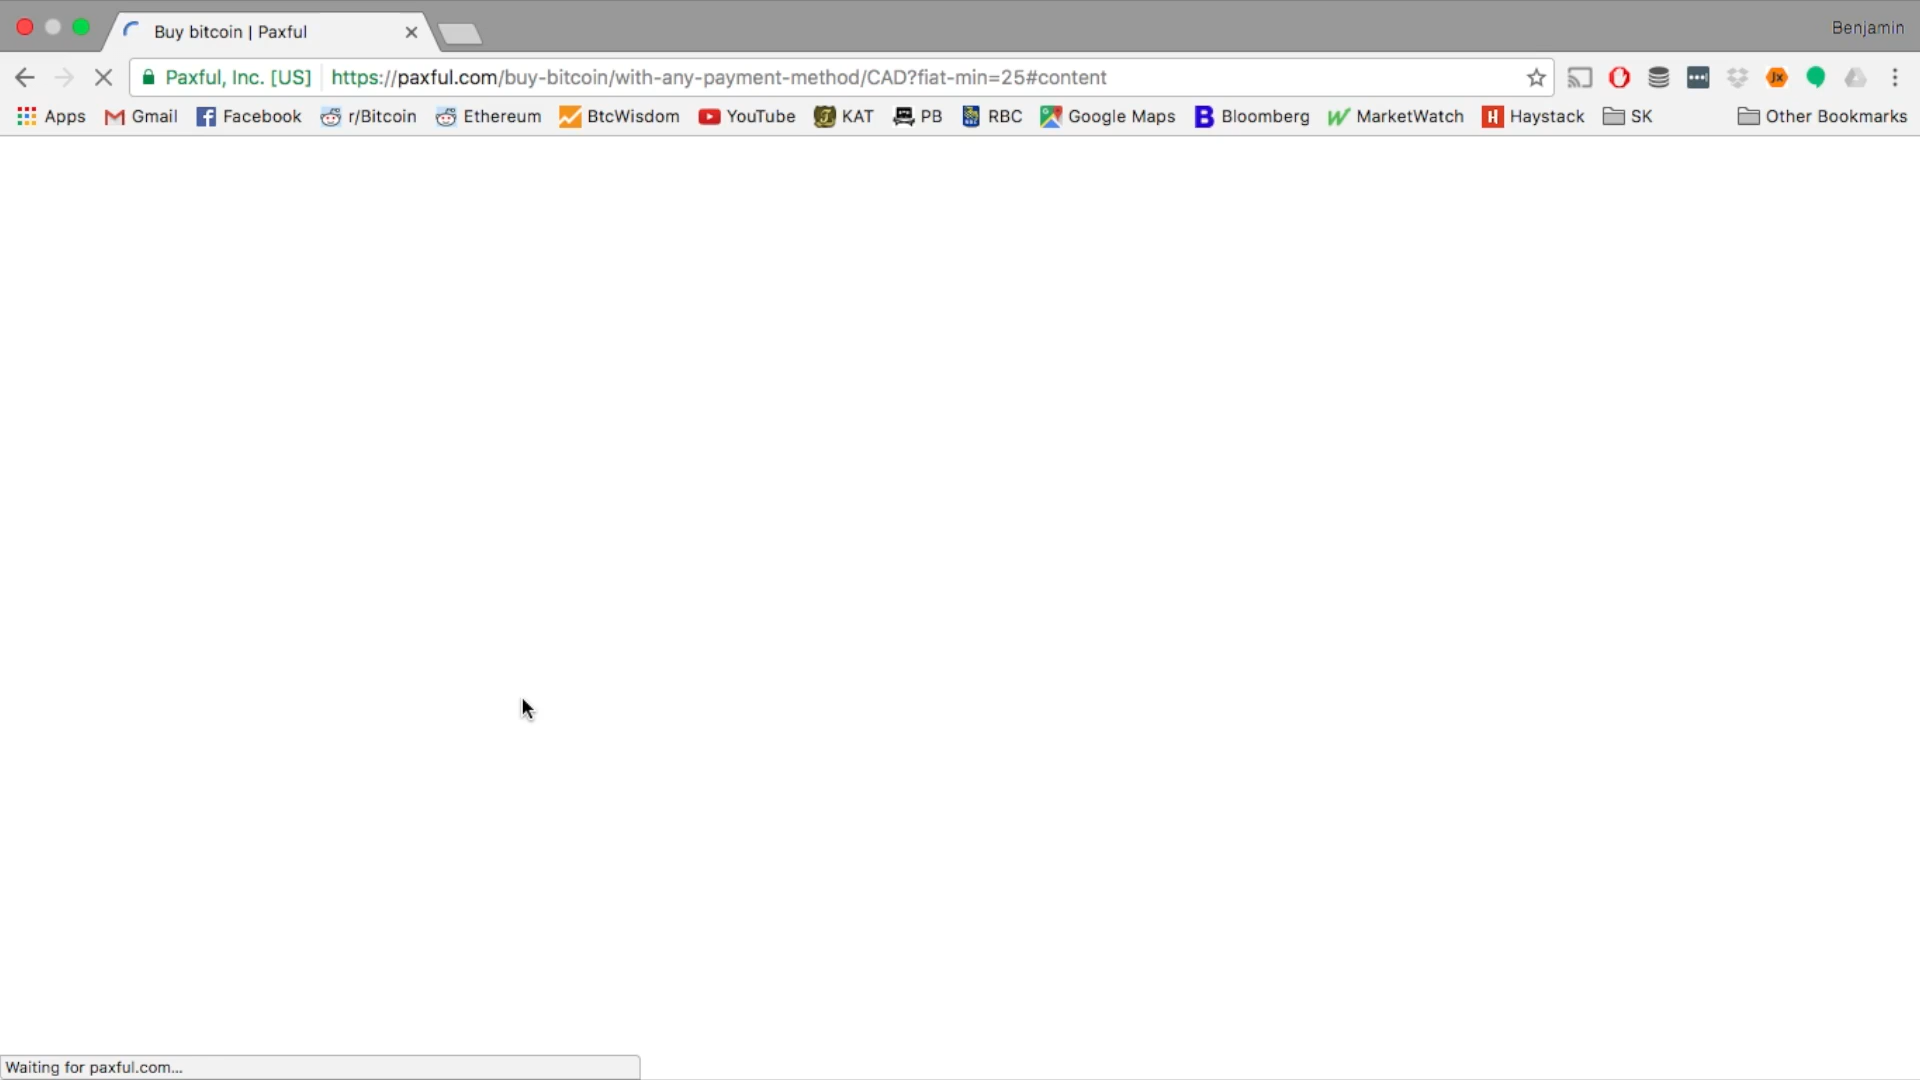 Buy bitcoin | Paxful
Benjamin
Paxful, Inc. [US] https://paxful.com/buy-bitcoin/with-any-payment-method/CAD?fiat-min=25#content
Apps Gmail Facebook r/Bitcoin Ethereum BtcWisdom YouTube KAT PB RBC Google Maps Bloomberg MarketWatch Haystack SK Other Bookmarks
Waiting for paxful.com...